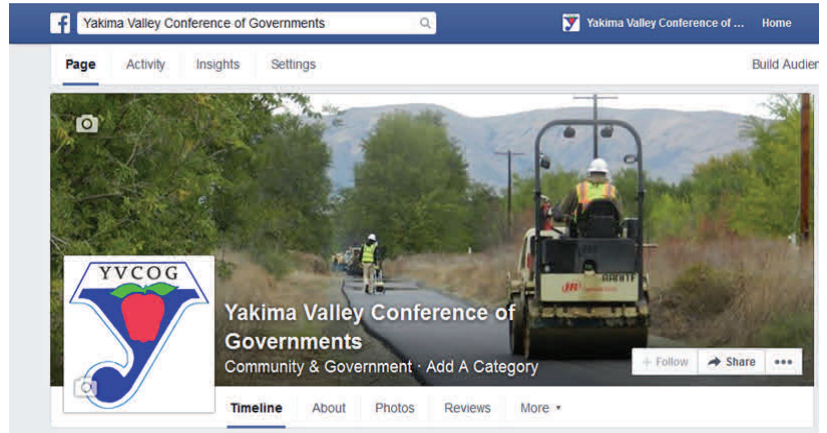 Yakima Valley Conference of Governments
Yakima Valley Conference of ...
Home
Page
Activity
Insights
Settings
Build Audien
YVCOG
Yakima Valley Conference of
Governments
Community & Government · Add A Category
+ Follow
Share
•••
Timeline
About
Photos
Reviews
More